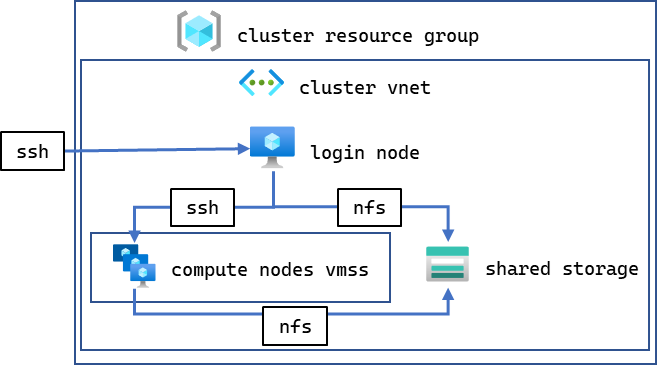 cluster resource group
cluster vnet
ssh
login node
ssh
nfs
compute nodes vmss
shared storage
nfs